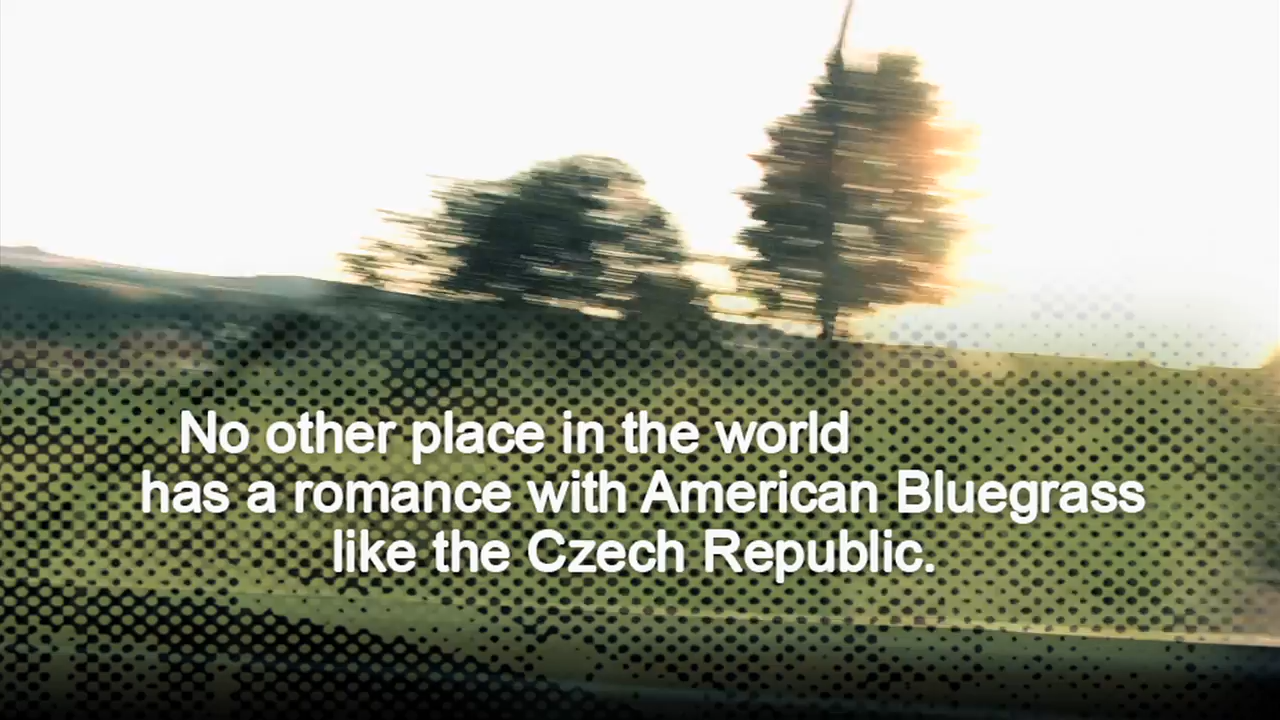 No other place in the world
has a romance with American Bluegrass
like the Czech Republic.